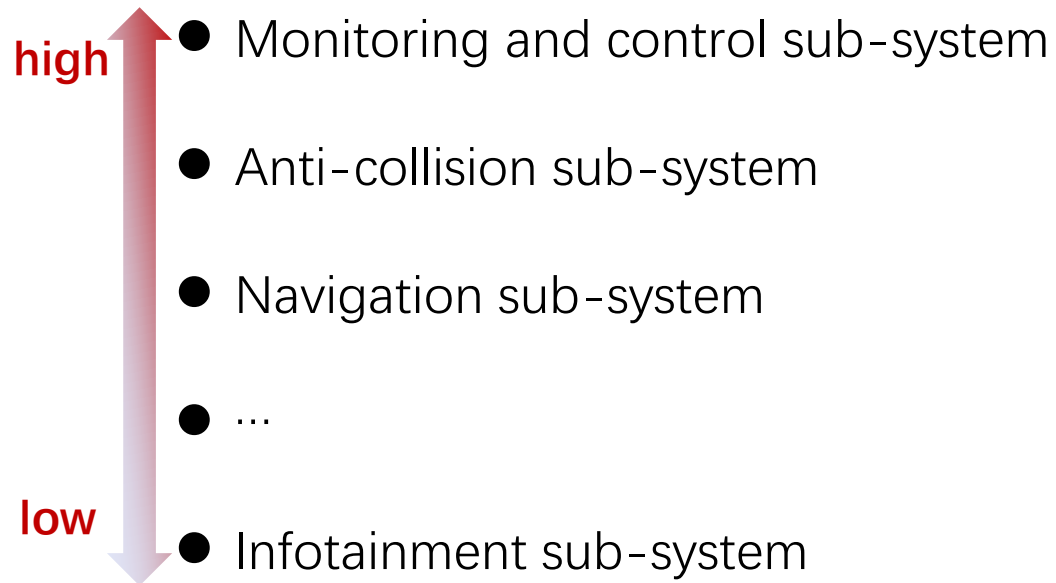 high
● Monitoring and control sub-system
● Anti-collision sub-system
● Navigation sub-system
● ...
low
● Infotainment sub-system